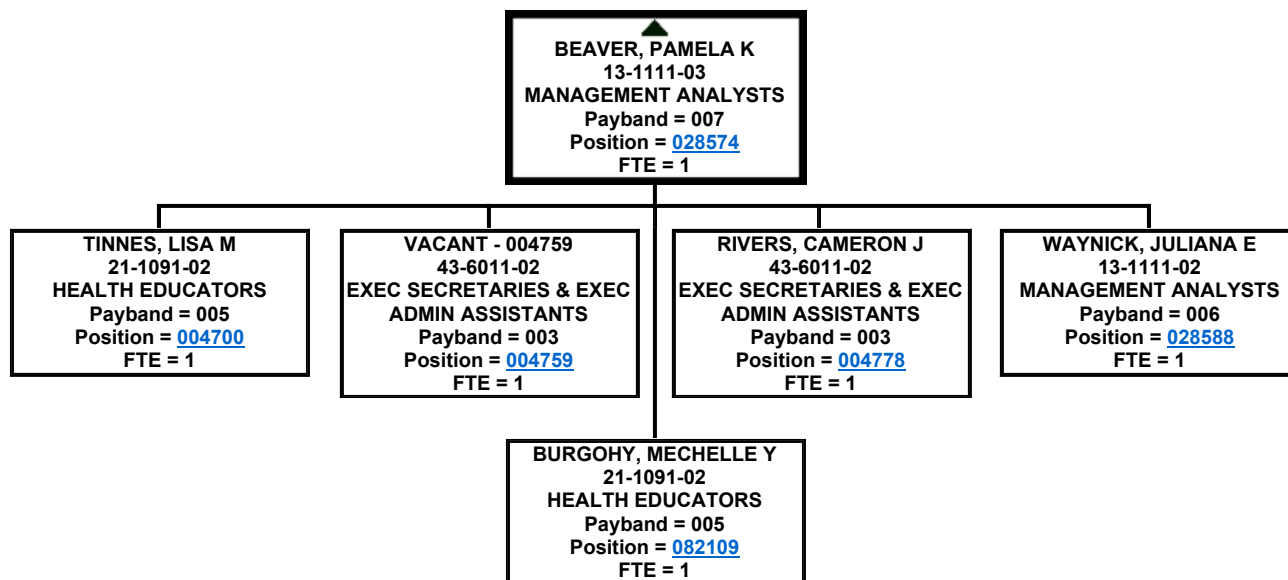 BEAVER, PAMELA K
13-1111-03
MANAGEMENT ANALYSTS
Payband = 007
Position = 028574
FTE = 1
TINNES, LISA M
21-1091-02
HEALTH EDUCATORS
Payband = 005
Position = 004700
FTE = 1
VACANT - 004759
43-6011-02
EXEC SECRETARIES & EXEC
ADMIN ASSISTANTS
Payband = 003
Position = 004759
FTE = 1
RIVERS, CAMERON J
43-6011-02
EXEC SECRETARIES & EXEC
ADMIN ASSISTANTS
Payband = 003
Position = 004778
FTE = 1
WAYNICK, JULIANA E
13-1111-02
MANAGEMENT ANALYSTS
Payband = 006
Position = 028588
FTE = 1
BURGOHY, MECHELLE Y
21-1091-02
HEALTH EDUCATORS
Payband = 005
Position = 082109
FTE = 1